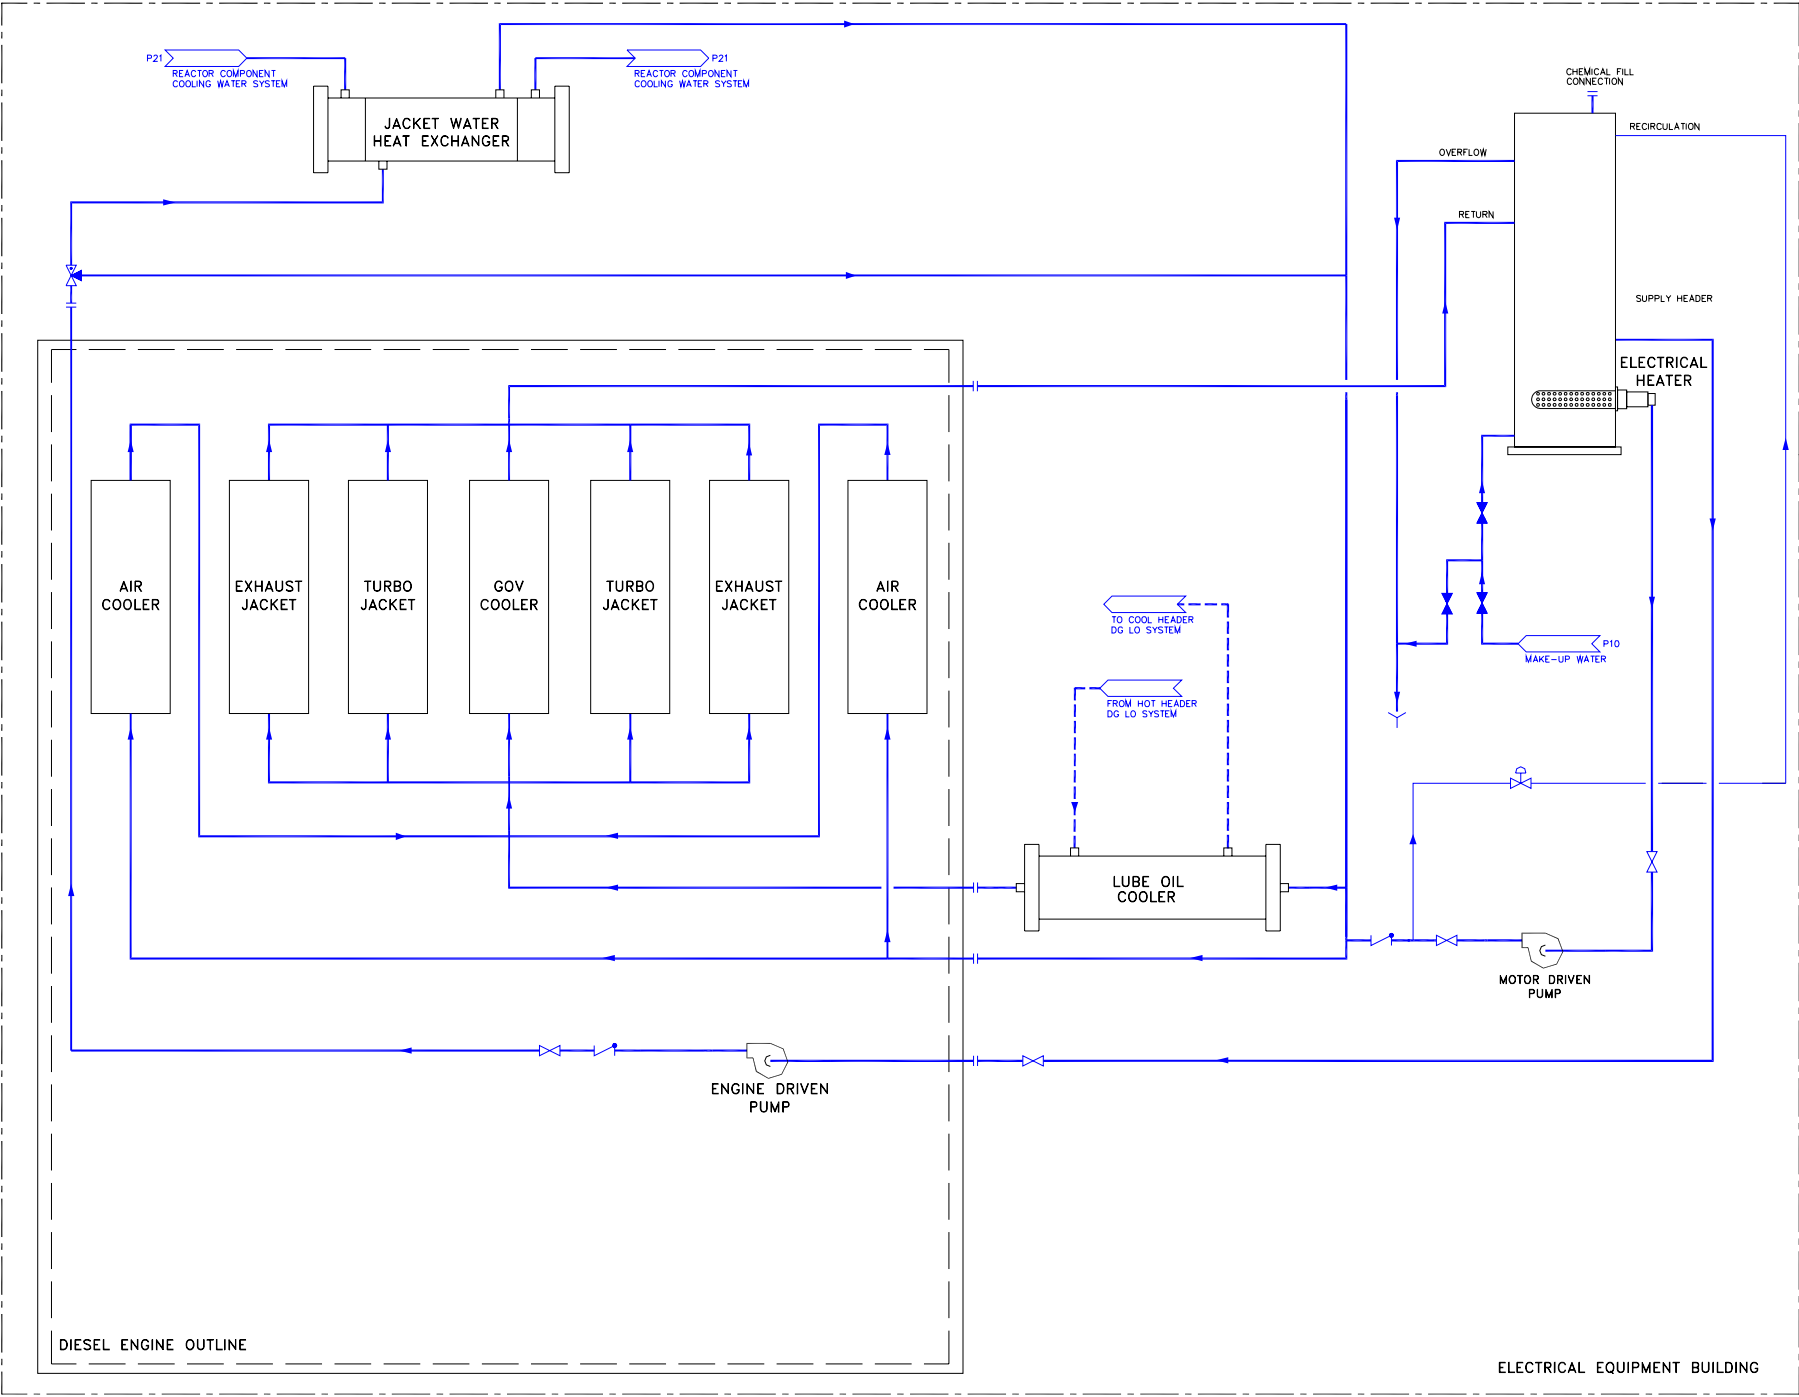 P21
REACTOR COMPONENT
COOLING WATER SYSTEM
P21
REACTOR COMPONENT
COOLING WATER SYSTEM
JACKET WATER
HEAT EXCHANGER
CHEMICAL FILL
CONNECTION
RECIRCULATION
OVERFLOW
RETURN
SUPPLY HEADER
ELECTRICAL
HEATER
AIR
COOLER
EXHAUST
JACKET
TURBO
JACKET
GOV
COOLER
TURBO
JACKET
EXHAUST
JACKET
AIR
COOLER
TO COOL HEADER
DG LO SYSTEM
P10
MAKE-UP WATER
FROM HOT HEADER
DG LO SYSTEM
LUBE OIL
COOLER
MOTOR DRIVEN
PUMP
ENGINE DRIVEN
PUMP
DIESEL ENGINE OUTLINE
ELECTRICAL EQUIPMENT BUILDING